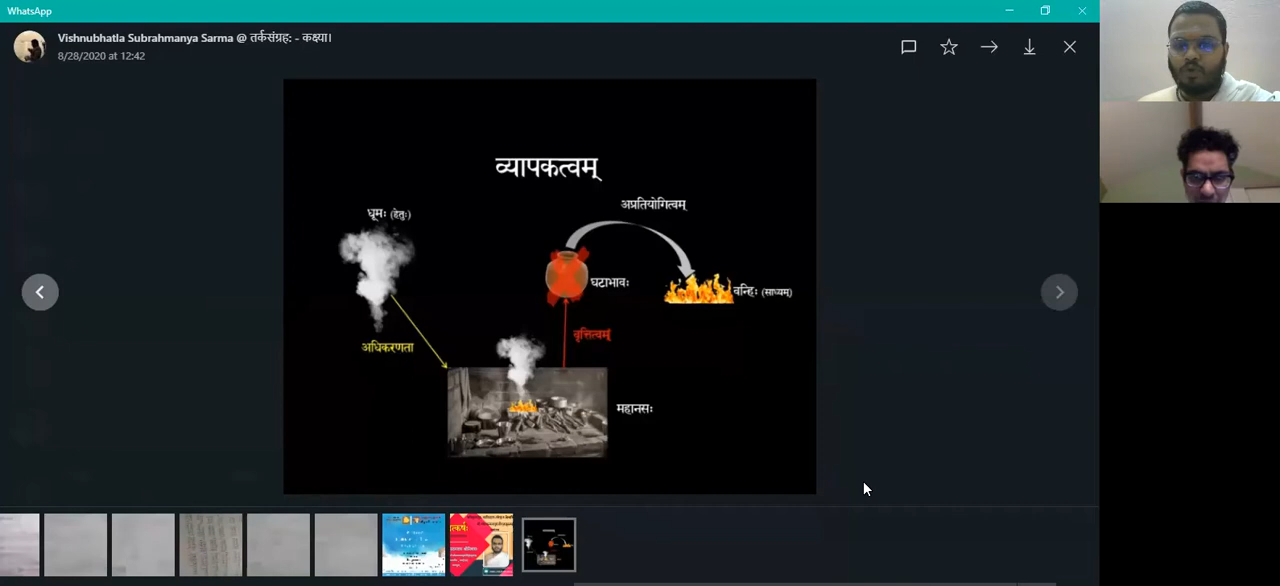 WhatsApp
Vishnubhatla Subrahmanya Sarma @ तर्कसंग्रह: - कक्ष्या।
8/28/2020 at 12:42
व्यापकत्वम्
अप्रतियोगित्वम्
धूमः (हेतुः)
घटाभावः
वन्हिः (साध्यम्)
वृत्तित्वम्
अधिकरणता
महानसः